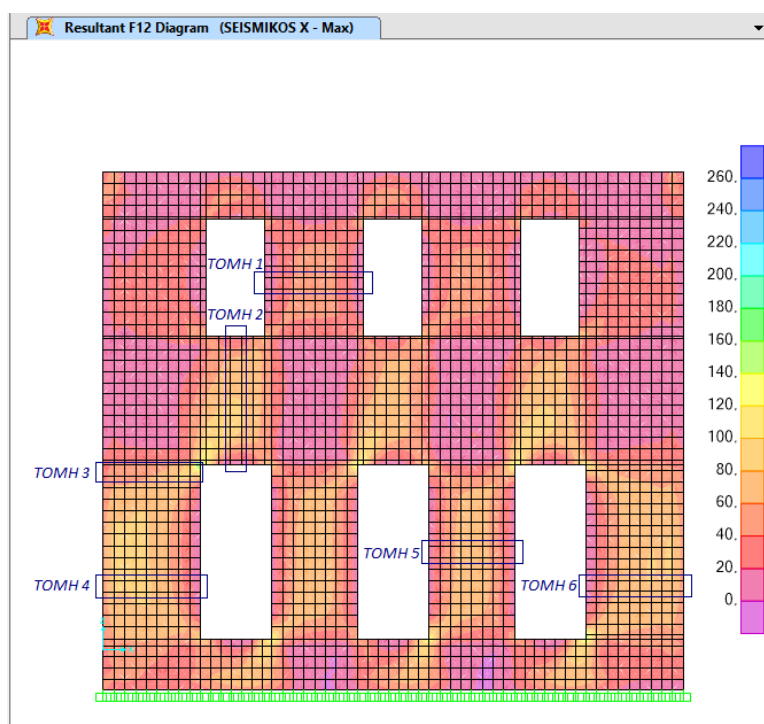 Resultant F12 Diagram (SEISMIKOS X - Max)
260.
240.
220.
200.
180.
160.
140.
120.
100.
80.
60.
40.
20.
0.
ΤΟΜΗ 1
ΤΟΜΗ 2
ΤΟΜΗ 3
ΤΟΜΗ 5
ΤΟΜΗ 4
ΤΟΜΗ 6